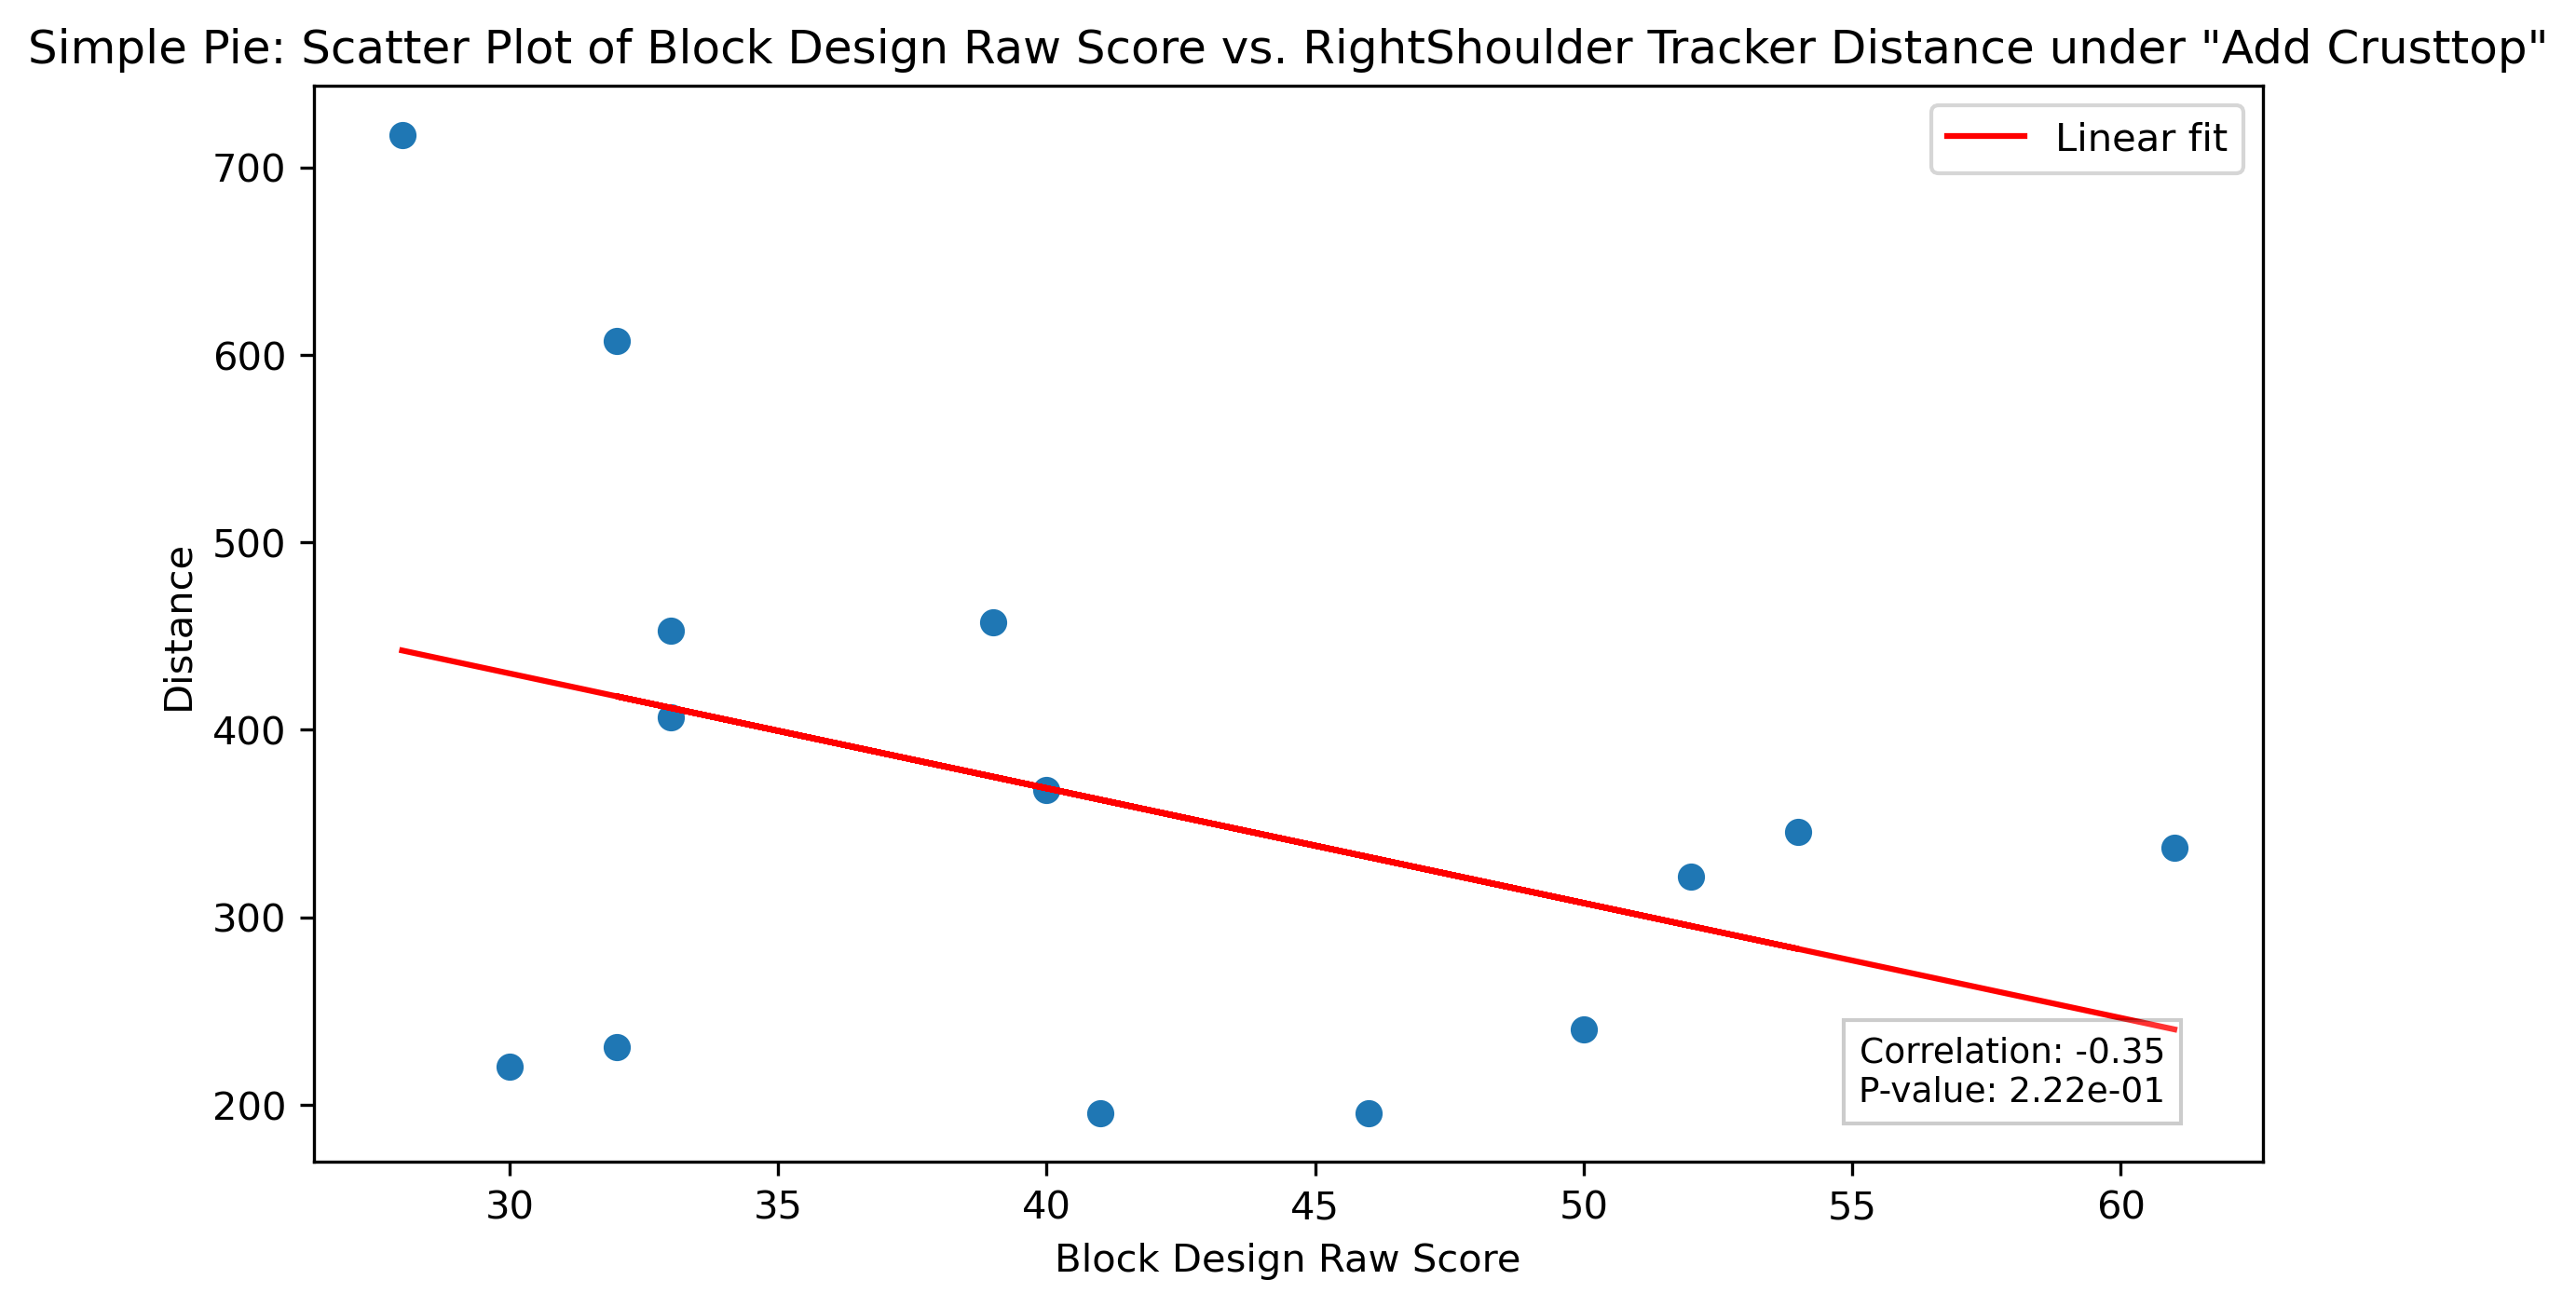 Simple Pie: Scatter Plot of Block Design Raw Score vs. RightShoulder Tracker Distance under "Add Crusttop"
Linear fit
700
600
500
400
300
200
Distance
Correlation: -0.35
P-value: 2.22e-01
30 35 40 45 50 55 60
Block Design Raw Score